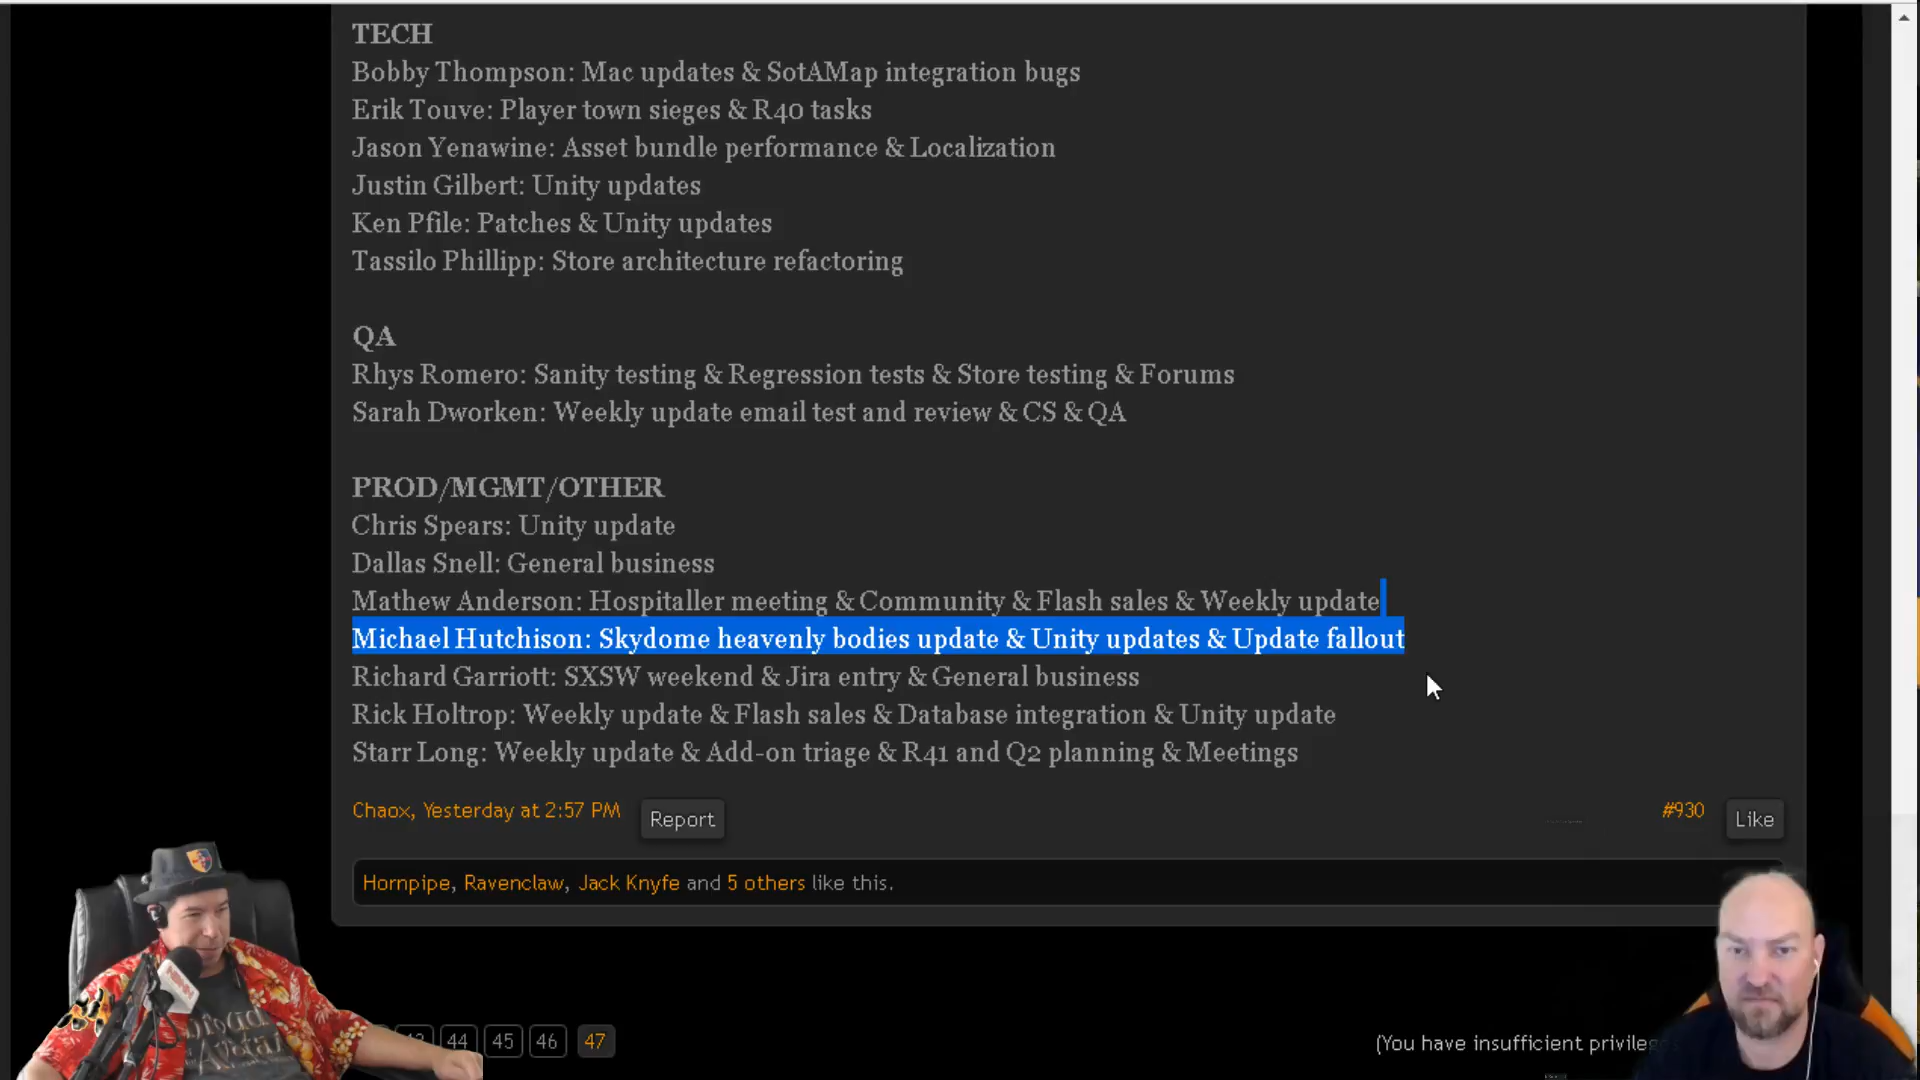 TECH
Bobby Thompson: Mac updates & SotAMap integration bugs
Erik Touve: Player town sieges & R40 tasks
Jason Yenawine: Asset bundle performance & Localization
Justin Gilbert: Unity updates
Ken Pfile: Patches & Unity updates
Tassilo Phillipp: Store architecture refactoring
QA
Rhys Romero: Sanity testing & Regression tests & Store testing & Forums
Sarah Dworken: Weekly update email test and review & CS & QA
PROD/MGMT/OTHER
Chris Spears: Unity update
Dallas Snell: General business
Mathew Anderson: Hospitaller meeting & Community & Flash sales & Weekly update
Michael Hutchison: Skydome heavenly bodies update & Unity updates & Update fallout
Richard Garriott: SXSW weekend & Jira entry & General business
Rick Holtrop: Weekly update & Flash sales & Database integration & Unity update
Starr Long: Weekly update & Add-on triage & R41 and Q2 planning & Meetings
Chaox, Yesterday at 2:57 PM Report #930 Like
Hornpipe, Ravenclaw, Jack Knyfe and 5 others like this.
44 45 46 47
(You have insufficient